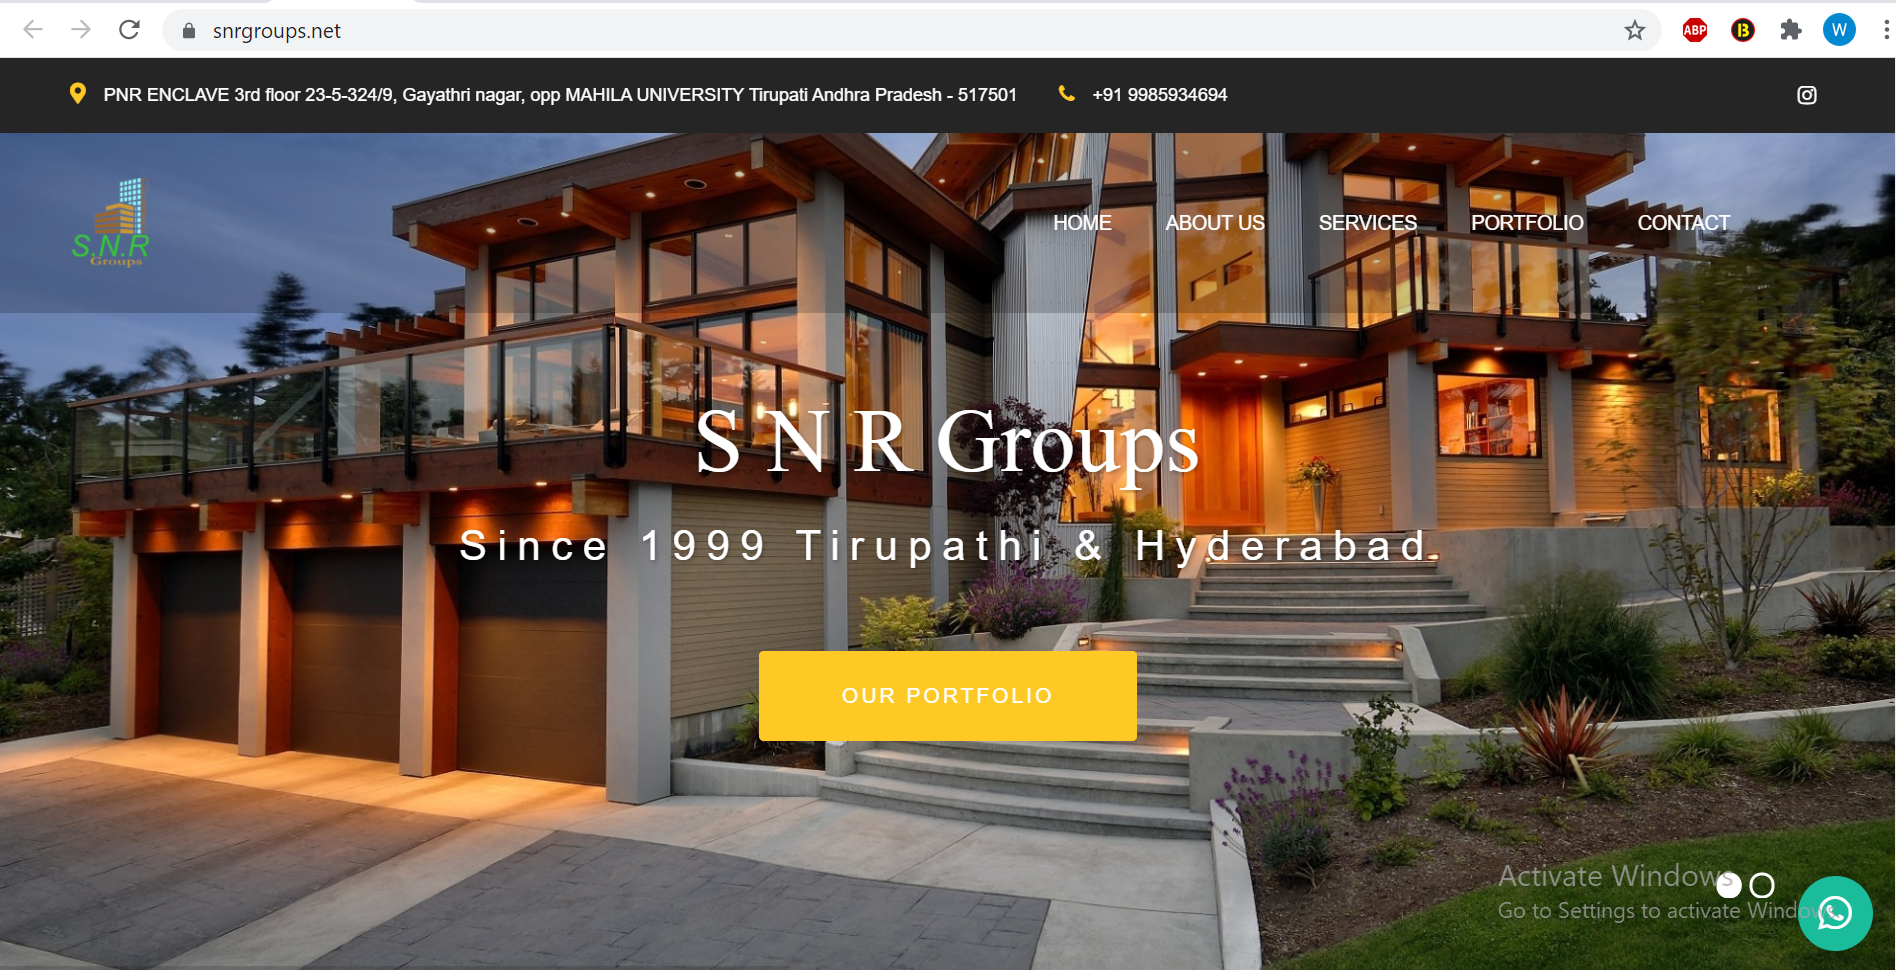 snrgroups.net
ABP
B
W
PNR ENCLAVE 3rd floor 23-5-324/9, Gayathri nagar, opp MAHILA UNIVERSITY Tirupati Andhra Pradesh - 517501
+91 9985934694
S.N.R
Groups
HOME
ABOUT US
SERVICES
PORTFOLIO
CONTACT
S N R Groups
Since 1999 Tirupathi & Hyderabad
OUR PORTFOLIO
Activate Windows
Go to Settings to activate Windows.